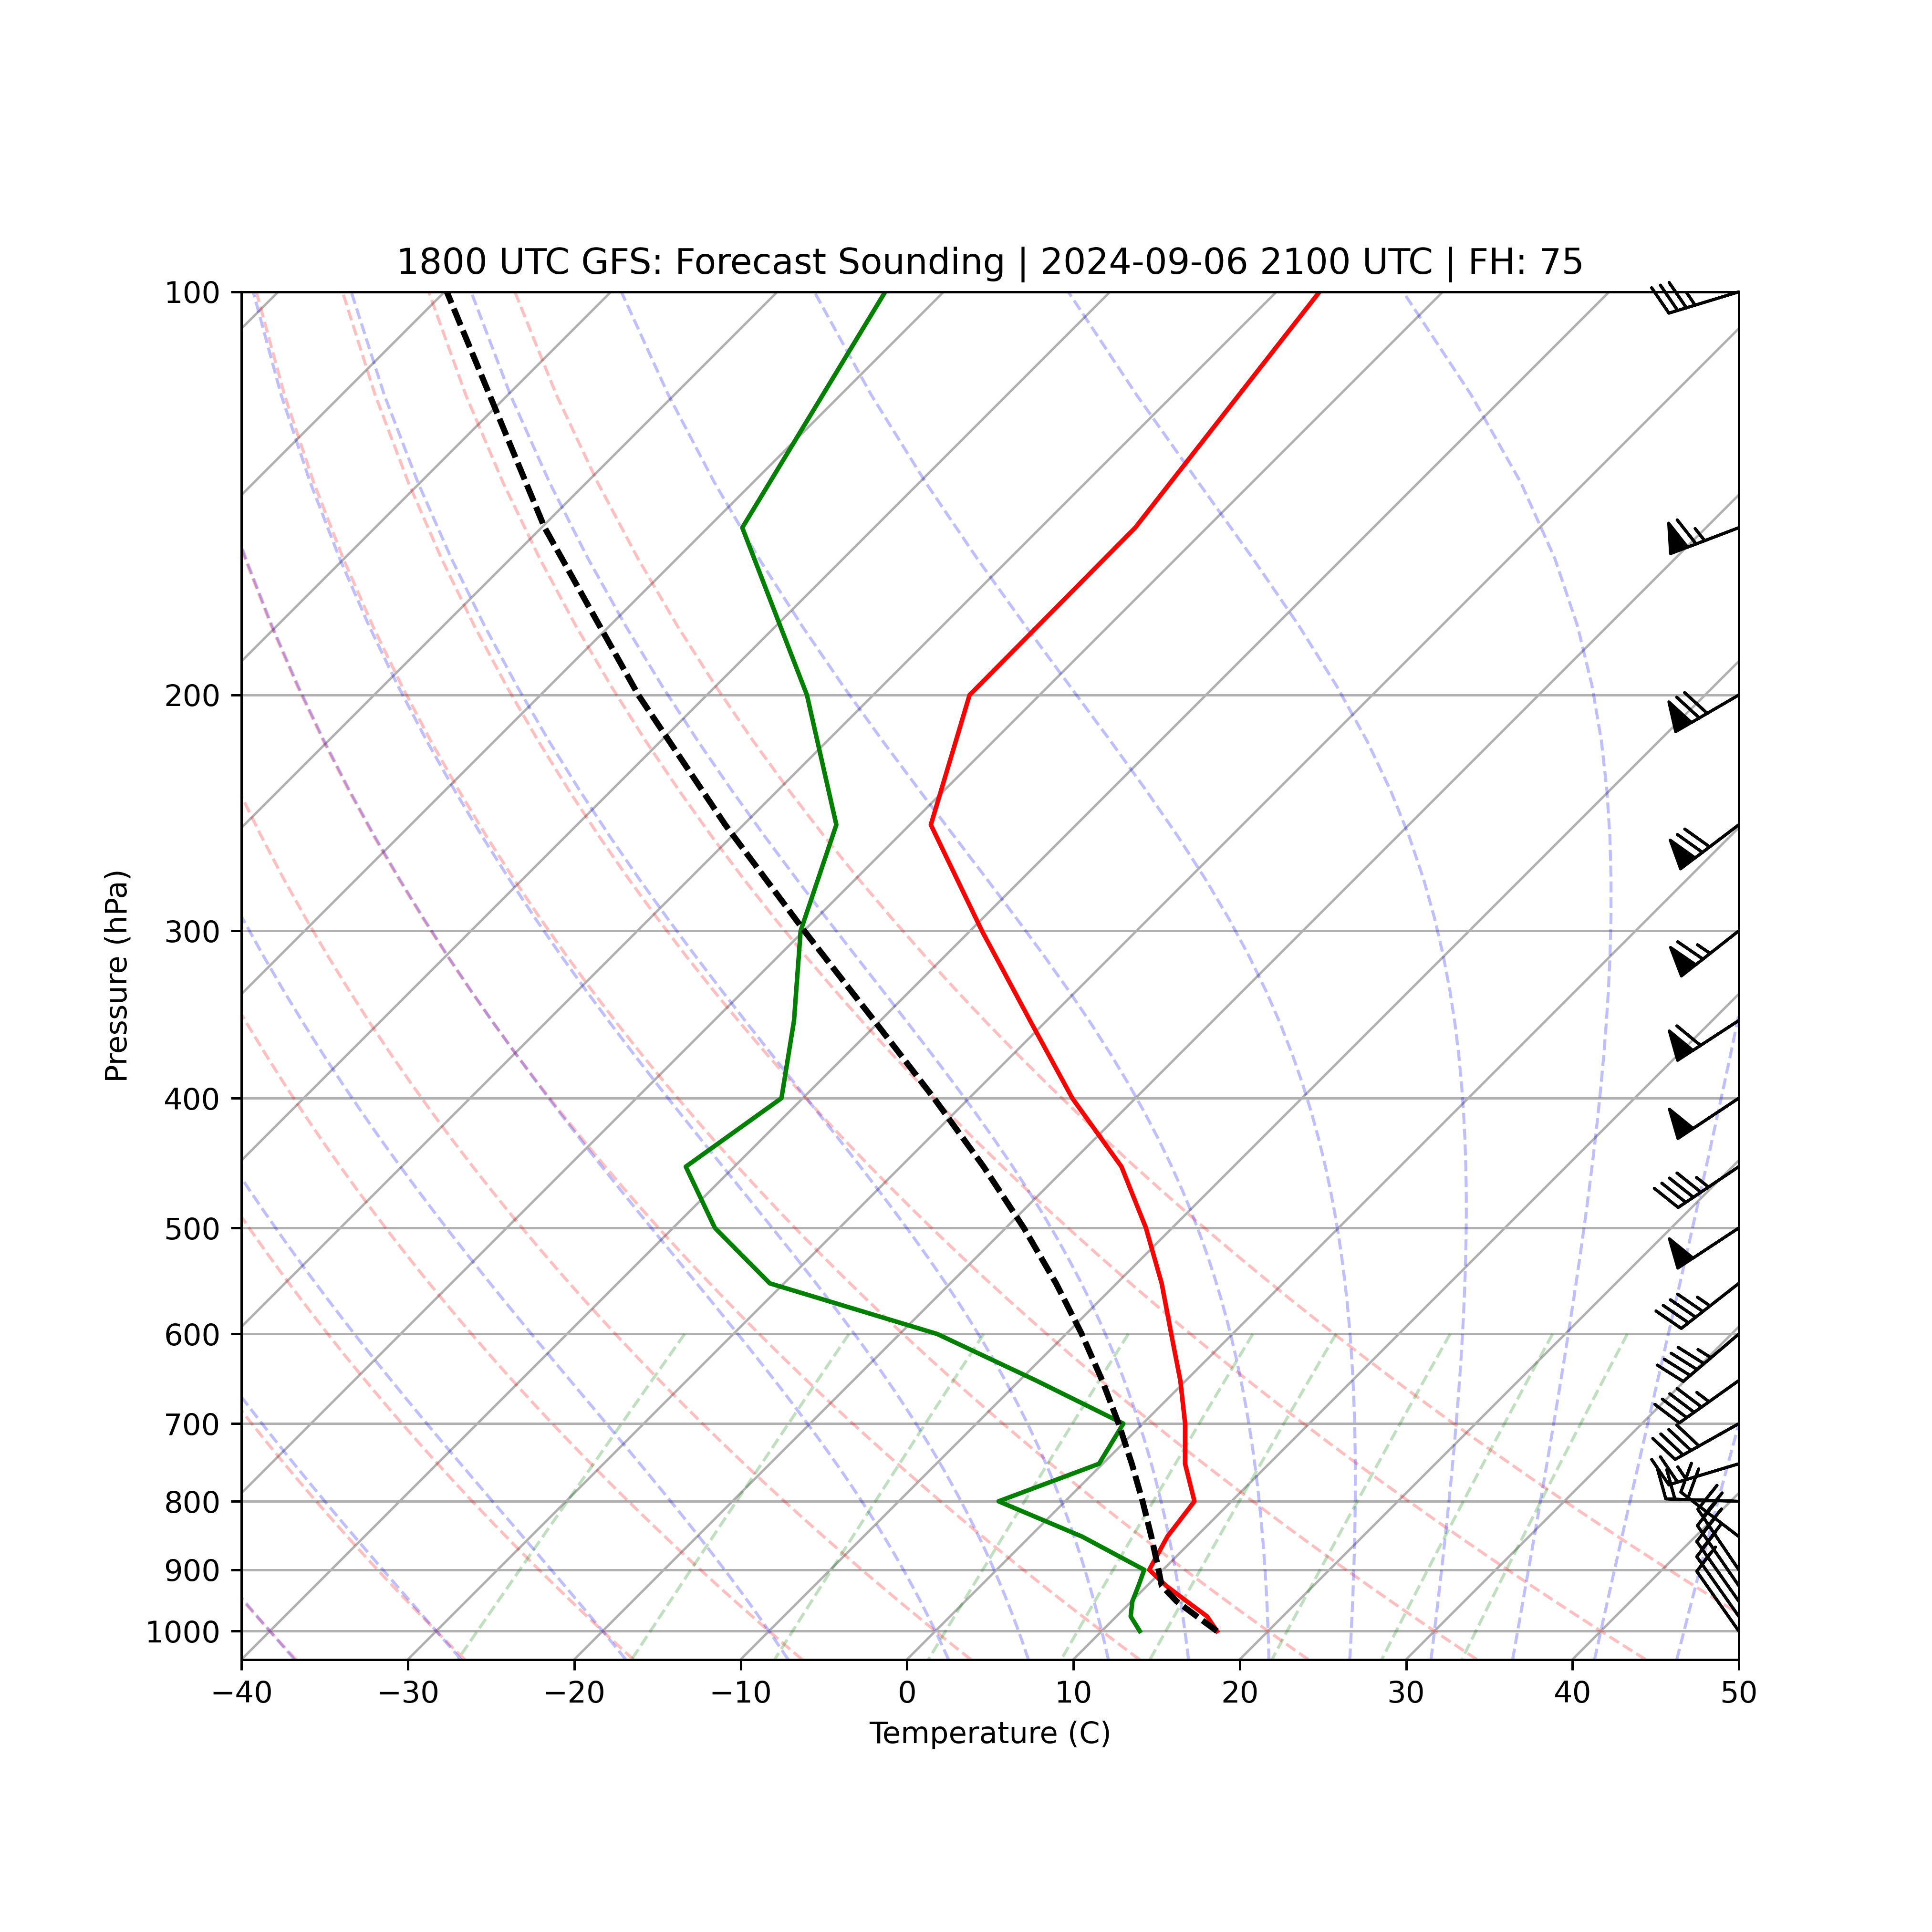 1800 UTC GFS: Forecast Sounding | 2024-09-06 2100 UTC | FH: 75
100
200
300
400
500
600
700
800
900
1000
Pressure (hPa)
−40 −30 −20 −10 0 10 20 30 40 50
Temperature (C)